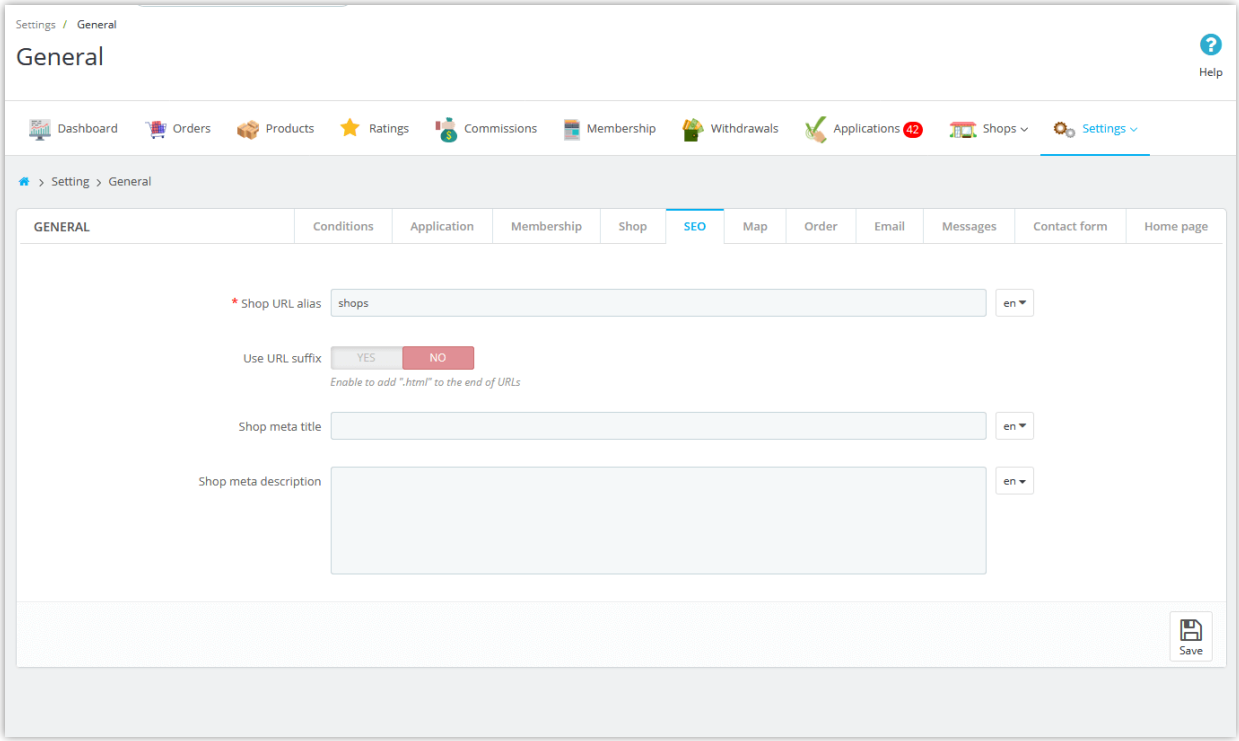 Settings / General
General
Help
Dashboard Orders Products Ratings Commissions Membership Withdrawals Applications 42 Shops Settings
> Setting > General
GENERAL Conditions Application Membership Shop SEO Map Order Email Messages Contact form Home page
* Shop URL alias shops en
Use URL suffix YES NO
Enable to add ".html" to the end of URLs
Shop meta title en
Shop meta description en
Save